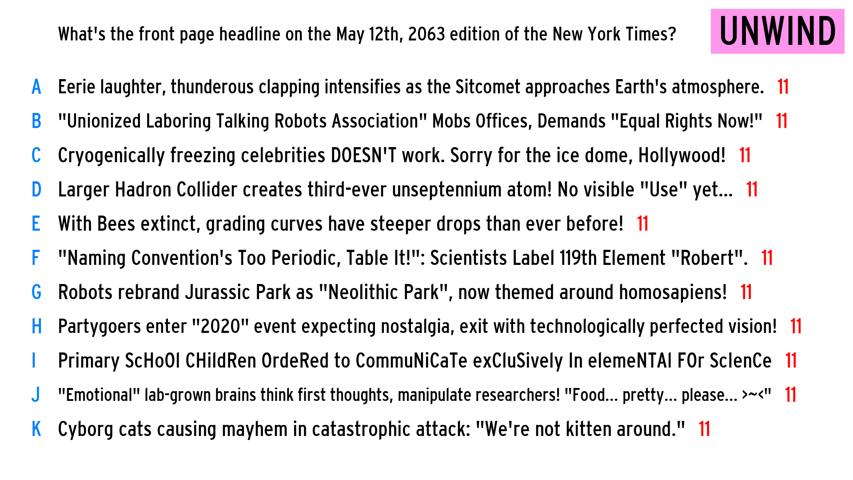 What's the front page headline on the May 12th, 2063 edition of the New York Times? UNWIND
A Eerie laughter, thunderous clapping intensifies as the Sitcomet approaches Earth's atmosphere. 11
B "Unionized Laboring Talking Robots Association" Mobs Offices, Demands "Equal Rights Now!" 11
C Cryogenically freezing celebrities DOESN'T work. Sorry for the ice dome, Hollywood! 11
D Larger Hadron Collider creates third-ever unseptennium atom! No visible "Use" yet... 11
E With Bees extinct, grading curves have steeper drops than ever before! 11
F "Naming Convention's Too Periodic, Table It!": Scientists Label 119th Element "Robert". 11
G Robots rebrand Jurassic Park as "Neolithic Park", now themed around homosapiens! 11
H Partygoers enter "2020" event expecting nostalgia, exit with technologically perfected vision! 11
I Primary ScHoOl CHildRen OrdeRed to CommuNiCaTe exCluSively In elemeNTAl FOr ScIenCe 11
J "Emotional" lab-grown brains think first thoughts, manipulate researchers! "Food... pretty... please... >~<" 11
K Cyborg cats causing mayhem in catastrophic attack: "We're not kitten around." 11